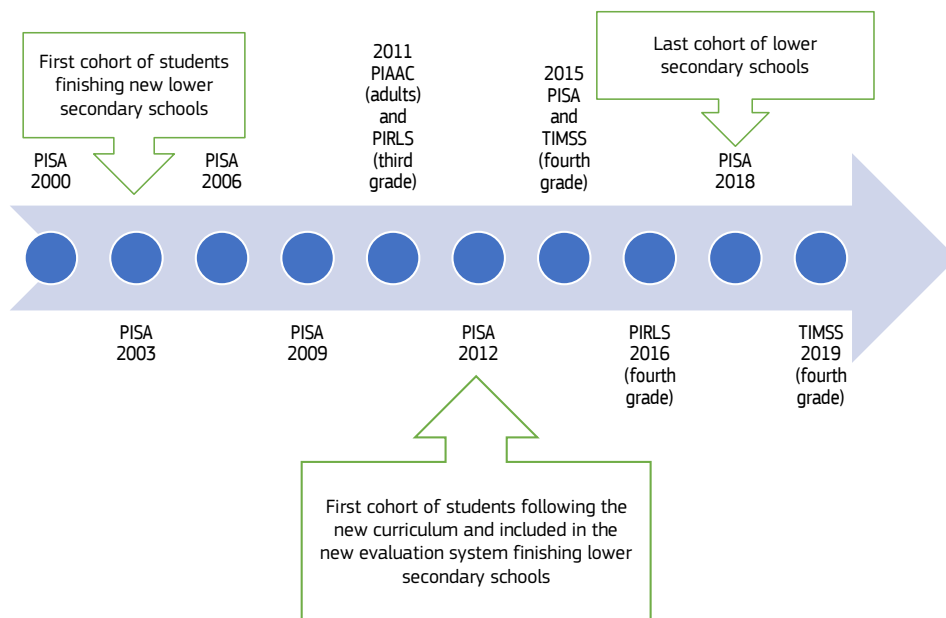 First cohort of students
finishing new lower
secondary schools
2011
PIAAC
(adults)
and
PIRLS
(third
grade)
2015
PISA
and
TIMSS
(fourth
grade)
Last cohort of lower
secondary schools
PISA
2000
PISA
2006
PISA
2018
PISA
2003
PISA
2009
PISA
2012
PIRLS
2016
(fourth
grade)
TIMSS
2019
(fourth
grade)
First cohort of students following the
new curriculum and included in the
new evaluation system finishing lower
secondary schools